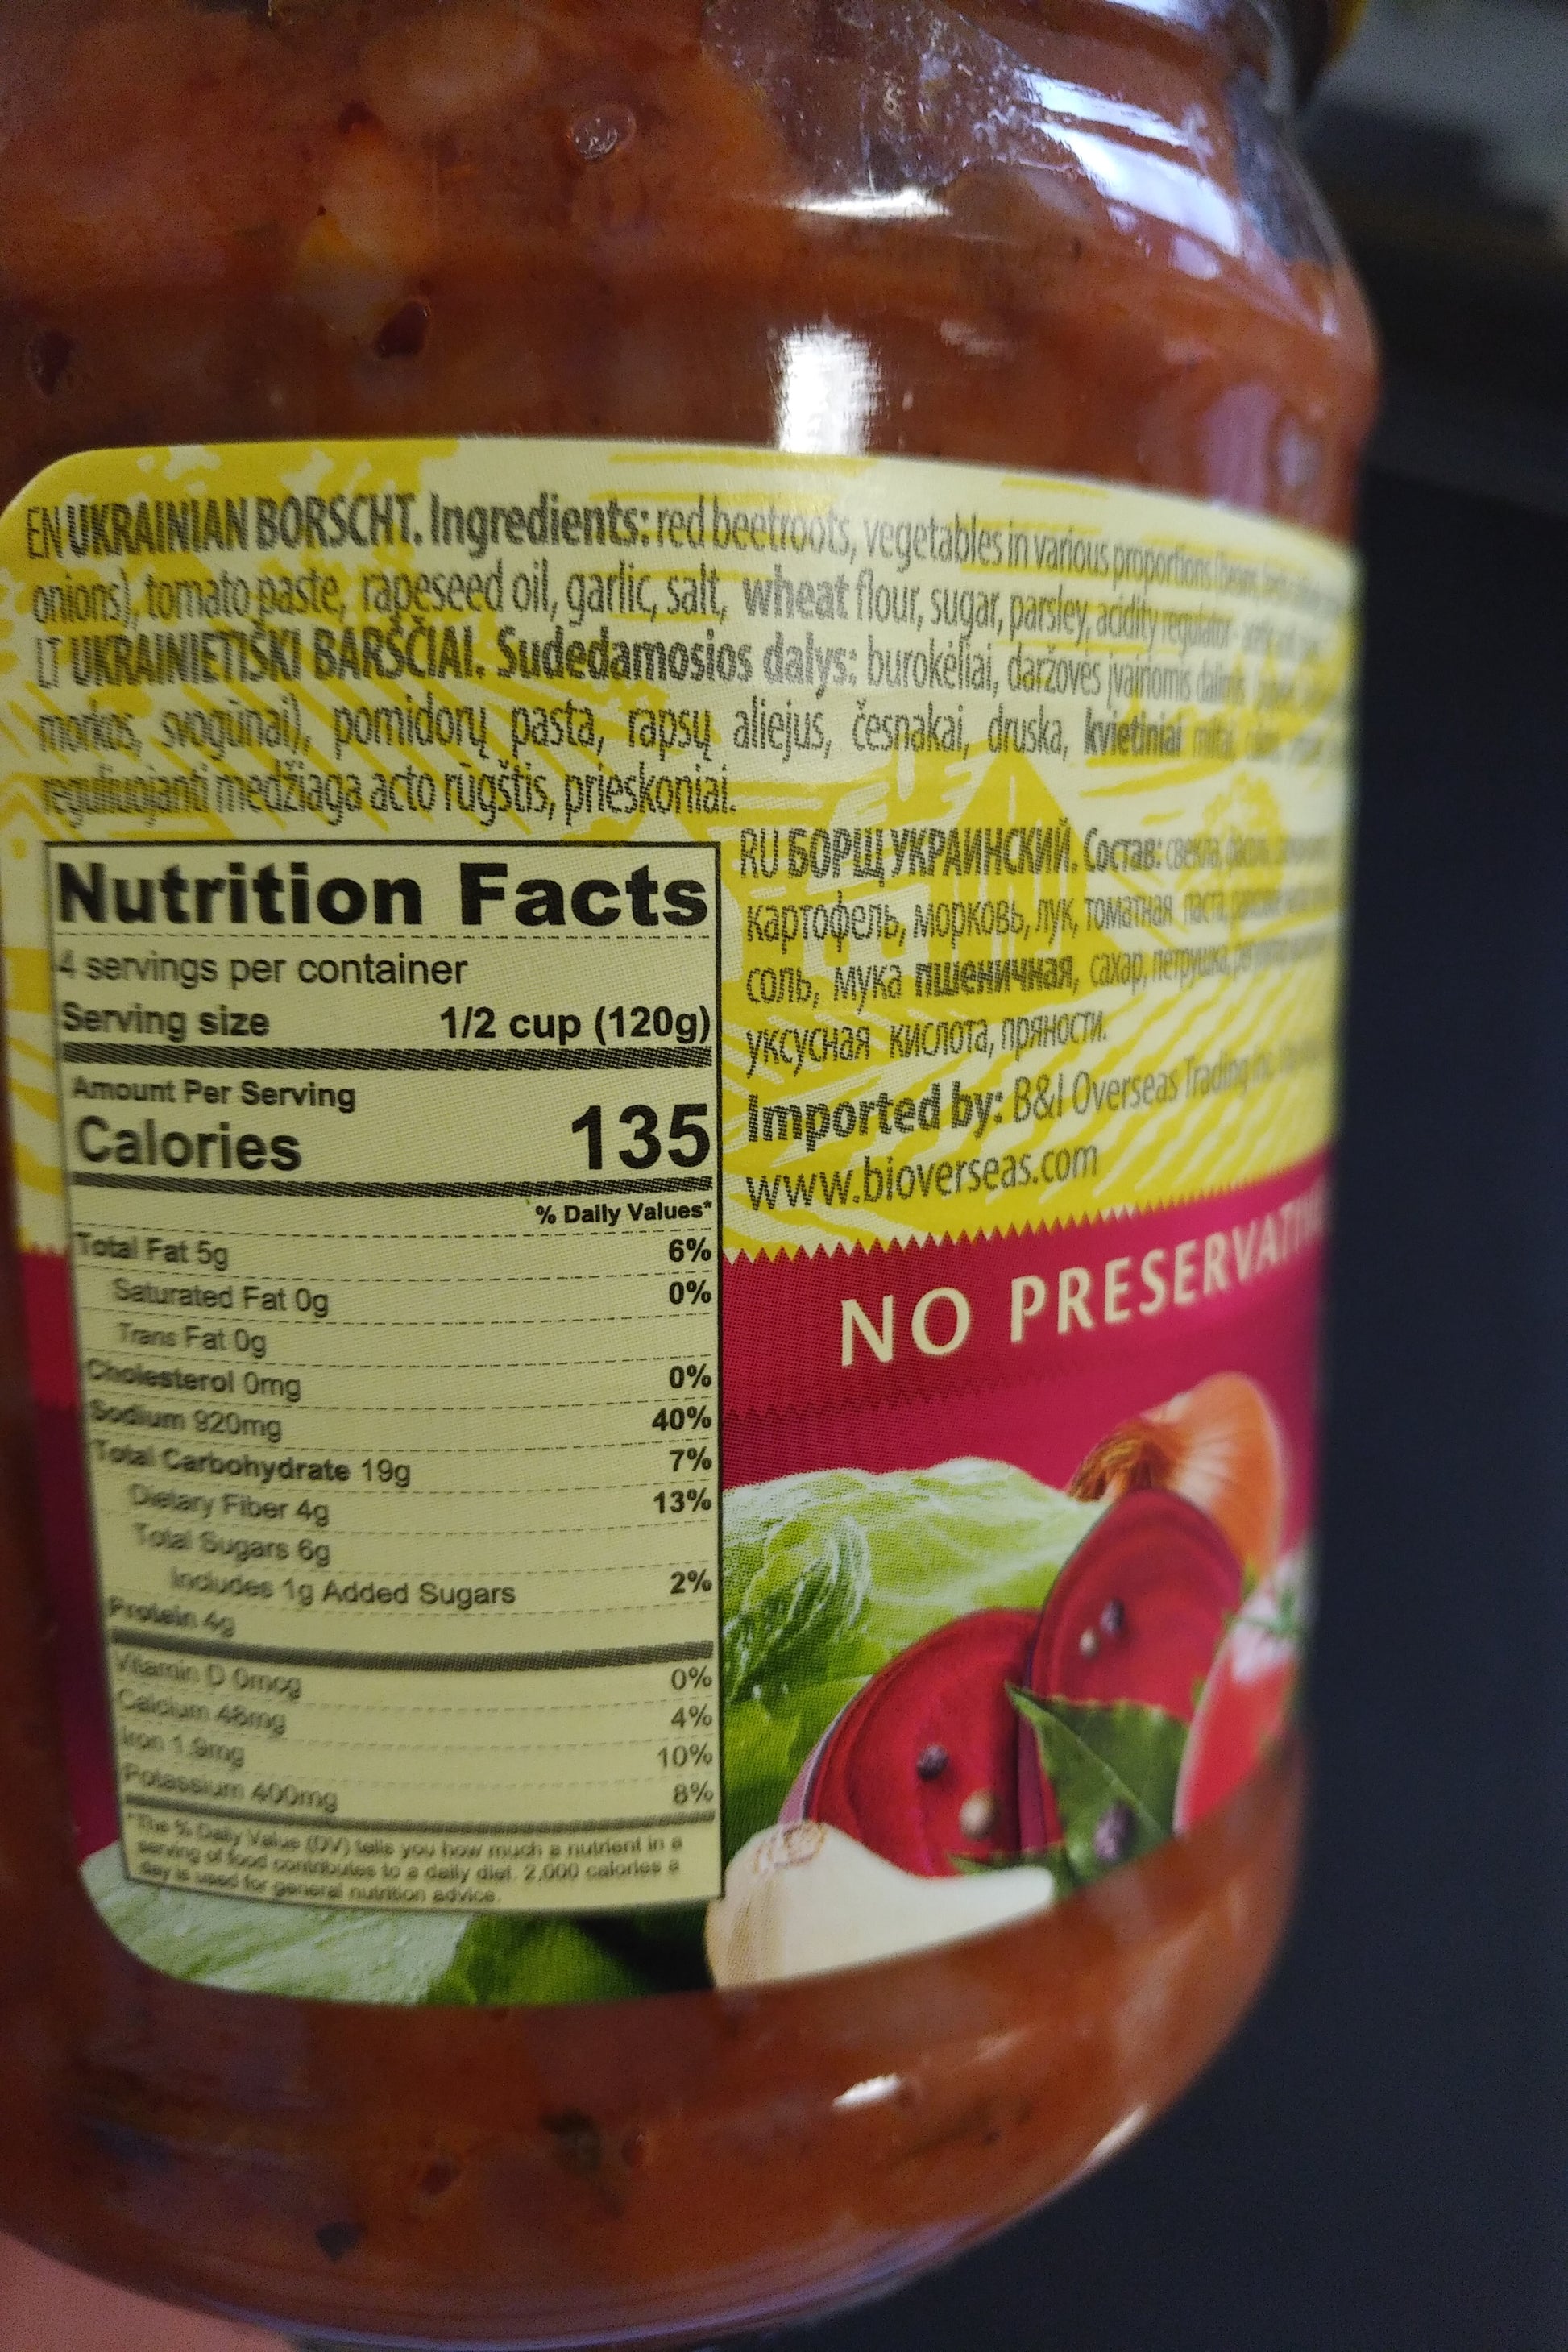 EN UKRAINIAN BORSCHT. Ingredients: red beetroots, vegetables in various proportions
onions), tomato paste, rapeseed oil, garlic, salt, wheat flour, sugar, parsley, acidity regulator -
LT UKRAINIETIŠKI BARŠČIAI. Sudedamosios dalys: burokėliai, daržovės įvairiomis dalimis
morkos, svogūnai), pomidorų pasta, rapsų aliejus, česnakai, druska, kvietiniai miltai,
reguliuojanti medžiaga acto rūgštis, prieskoniai.
RU БОРЩ УКРАИНСКИЙ. Состав: свекла,
картофель, морковь, лук, томатная паста,
соль, мука пшеничная, сахар, петрушка,
уксусная кислота, пряности.
Imported by: B&I Overseas Trading
www.bioverseas.com
NO PRESERVATIV
Nutrition Facts
4 servings per container
Serving size 1/2 cup (120g)
Amount Per Serving
Calories 135
% Daily Values*
Total Fat 5g 6%
Saturated Fat 0g 0%
Trans Fat 0g
Cholesterol 0mg 0%
Sodium 920mg 40%
Total Carbohydrate 19g 7%
Dietary Fiber 4g 13%
Total Sugars 6g
Includes 1g Added Sugars 2%
Protein 4g
Vitamin D 0mcg 0%
Calcium 48mg 4%
Iron 1.9mg 10%
Potassium 400mg 8%
*The % Daily Value (DV) tells you how much a nutrient in a
serving of food contributes to a daily diet. 2,000 calories a
day is used for general nutrition advice.